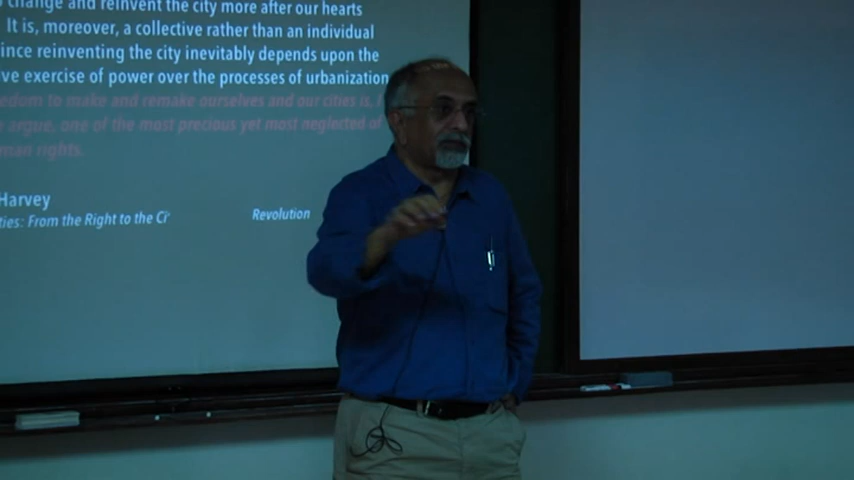 change and reinvent the city more after our hearts
It is, moreover, a collective rather than an individual
ince reinventing the city inevitably depends upon the
ive exercise of power over the processes of urbanization
eedom to make and remake ourselves and our cities is, I
argue, one of the most precious yet most neglected of
man rights.
Harvey
ties: From the Right to the Ci Revolution